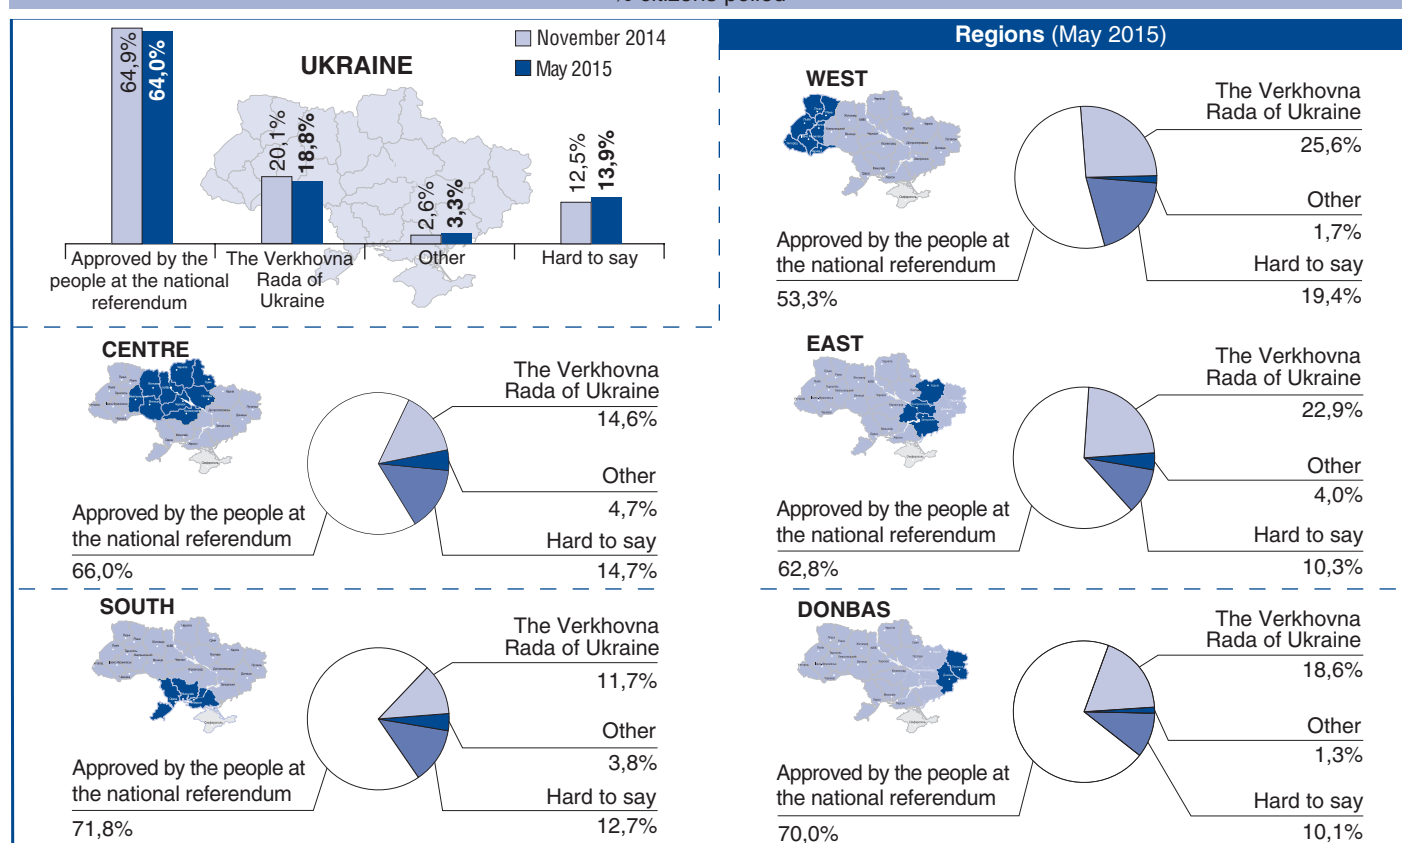 % citizens polled
UKRAINE
November 2014
May 2015
64,9%
64,0%
20,1%
18,8%
2,6%
3,3%
12,5%
13,9%
Approved by the
people at the national
referendum
The Verkhovna
Rada of
Ukraine
Other
Hard to say
Regions (May 2015)
WEST
The Verkhovna
Rada of Ukraine
25,6%
Other
1,7%
Hard to say
19,4%
Approved by the people at
the national referendum
53,3%
CENTRE
The Verkhovna
Rada of Ukraine
14,6%
Other
4,7%
Hard to say
14,7%
Approved by the people at
the national referendum
66,0%
EAST
The Verkhovna
Rada of Ukraine
22,9%
Other
4,0%
Hard to say
10,3%
Approved by the people at
the national referendum
62,8%
SOUTH
The Verkhovna
Rada of Ukraine
11,7%
Other
3,8%
Hard to say
12,7%
Approved by the people at
the national referendum
71,8%
DONBAS
The Verkhovna
Rada of Ukraine
18,6%
Other
1,3%
Hard to say
10,1%
Approved by the people at
the national referendum
70,0%